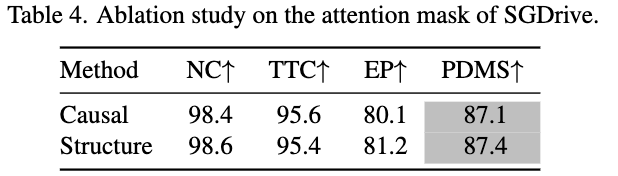 Table 4. Ablation study on the attention mask of SGDrive.
Method NC↑ TTC↑ EP↑ PDMS↑
Causal 98.4 95.6 80.1 87.1
Structure 98.6 95.4 81.2 87.4